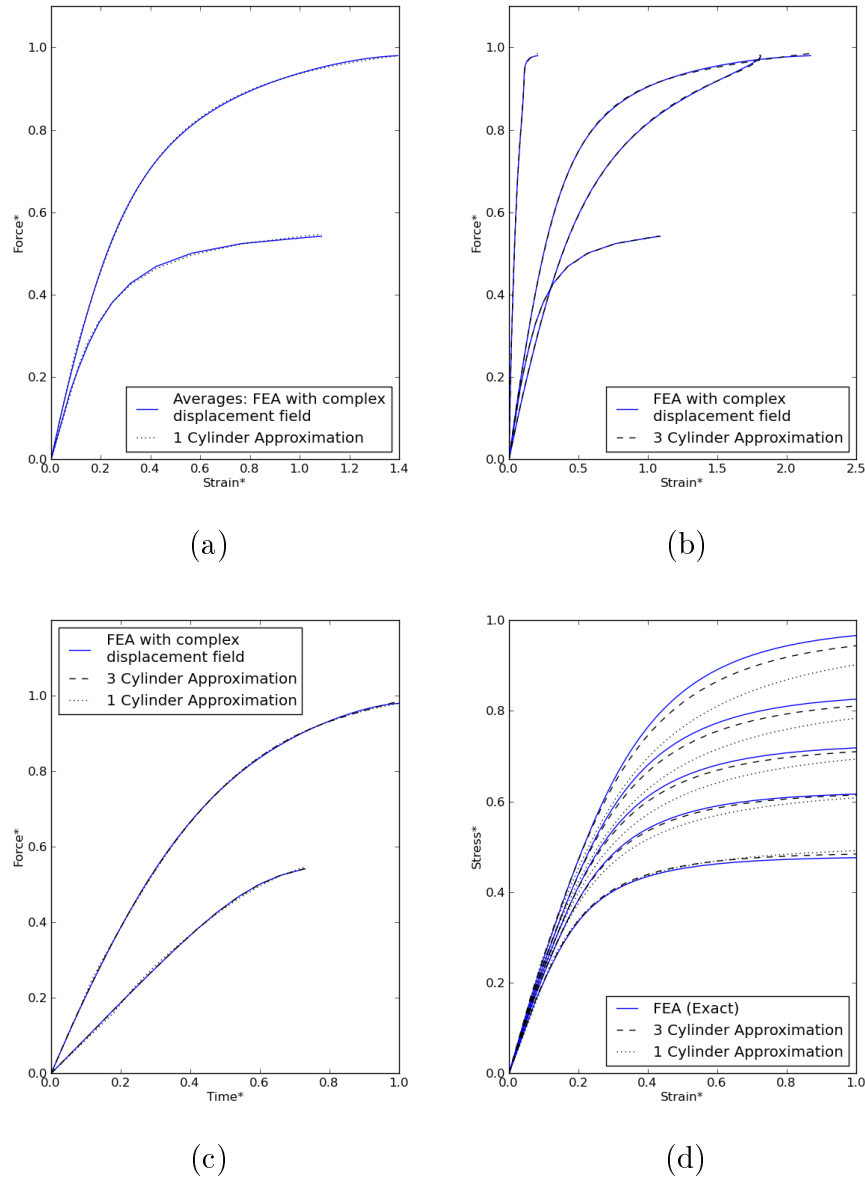 1.0
0.8
0.6
0.4
0.2
0.0
Force*
Averages: FEA with complex
displacement field
1 Cylinder Approximation
0.0 0.2 0.4 0.6 0.8 1.0 1.2 1.4
Strain*
(a)
1.0
0.8
0.6
0.4
0.2
0.0
Force*
FEA with complex
displacement field
3 Cylinder Approximation
0.0 0.5 1.0 1.5 2.0 2.5
Strain*
(b)
FEA with complex
displacement field
3 Cylinder Approximation
1 Cylinder Approximation
1.0
0.8
0.6
0.4
0.2
0.0
Force*
0.0 0.2 0.4 0.6 0.8 1.0
Time*
(c)
1.0
0.8
0.6
0.4
0.2
0.0
Stress*
FEA (Exact)
3 Cylinder Approximation
1 Cylinder Approximation
0.0 0.2 0.4 0.6 0.8 1.0
Strain*
(d)